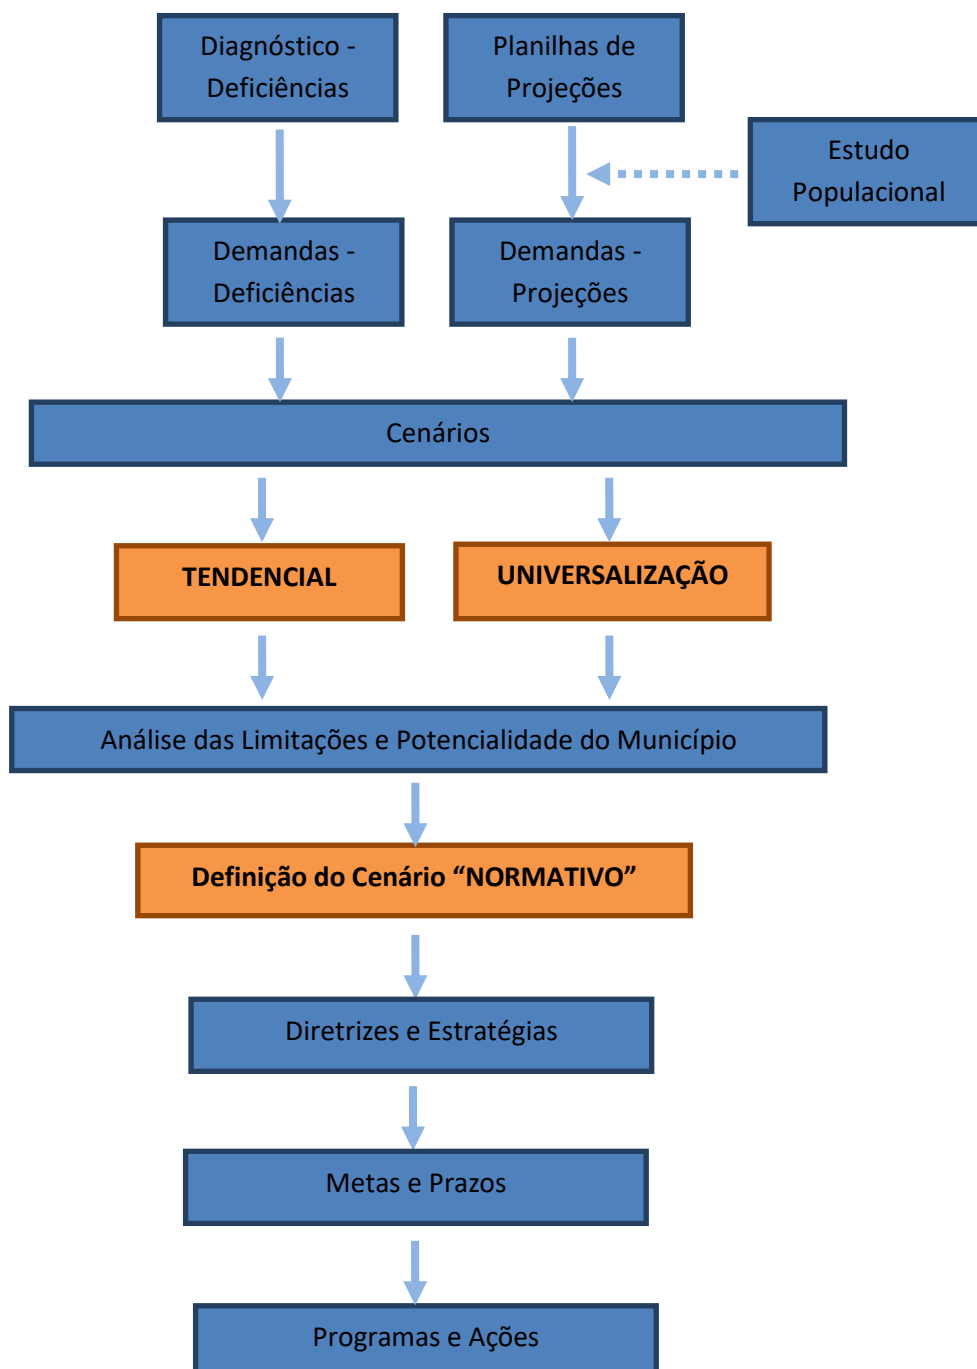 Diagnóstico -
Deficiências
Planilhas de
Projeções
Estudo
Populacional
Demandas -
Deficiências
Demandas -
Projeções
Cenários
TENDENCIAL
UNIVERSALIZAÇÃO
Análise das Limitações e Potencialidade do Município
Definição do Cenário “NORMATIVO”
Diretrizes e Estratégias
Metas e Prazos
Programas e Ações